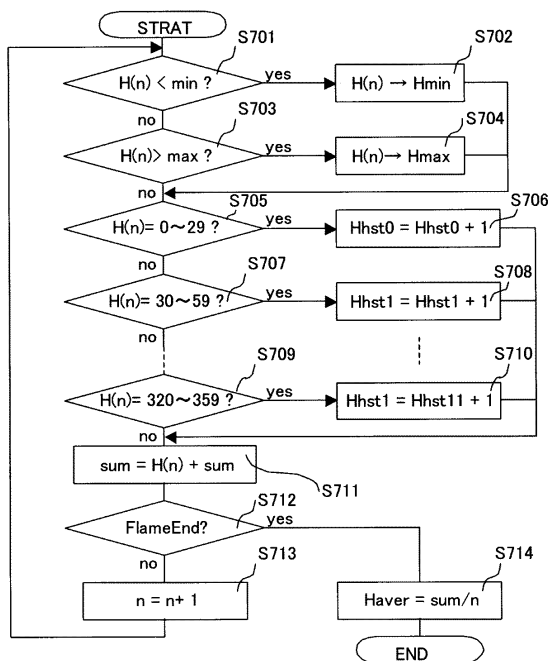 STRAT
S701
S702
H(n) < min ?
yes
H(n) → Hmin
no
S703
S704
H(n)> max ?
yes
H(n)→ Hmax
no
S705
S706
H(n)= 0～29 ?
yes
Hhst0 = Hhst0 + 1
no
S707
S708
H(n)= 30～59 ?
yes
Hhst1 = Hhst1 + 1
no
S709
S710
H(n)= 320～359 ?
yes
Hhst1 = Hhst11 + 1
no
sum = H(n) + sum
S711
S712
FlameEnd?
yes
no
S713
S714
n = n+ 1
Haver = sum/n
END